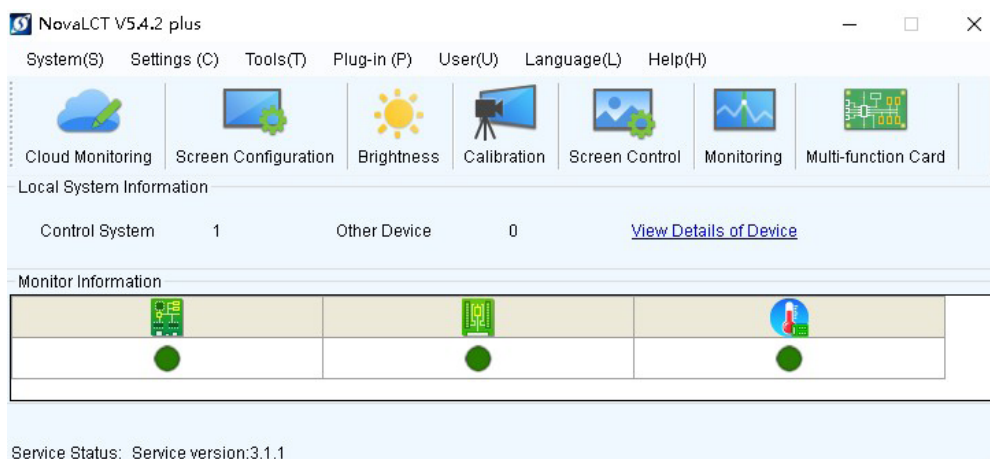 NovaLCT V5.4.2 plus
System(S) Settings (C) Tools(T) Plug-in (P) User(U) Language(L) Help(H)
Cloud Monitoring Screen Configuration Brightness Calibration Screen Control Monitoring Multi-function Card
Local System Information
Control System 1 Other Device 0 View Details of Device
Monitor Information
Service Status: Service version:3.1.1